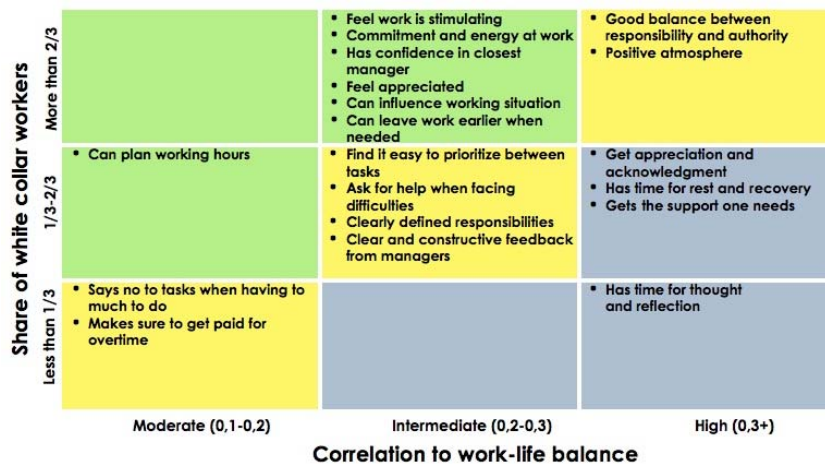 Share of white collar workers
More than 2/3
• Feel work is stimulating
• Commitment and energy at work
• Has confidence in closest
manager
• Feel appreciated
• Can influence working situation
• Can leave work earlier when
needed
• Good balance between
responsibility and authority
• Positive atmosphere
1/3-2/3
• Can plan working hours
• Find it easy to prioritize between
tasks
• Ask for help when facing
difficulties
• Clearly defined responsibilities
• Clear and constructive feedback
from managers
• Get appreciation and
acknowledgment
• Has time for rest and recovery
• Gets the support one needs
Less than 1/3
• Says no to tasks when having to
much to do
• Makes sure to get paid for
overtime
• Has time for thought
and reflection
Moderate (0,1-0,2)
Intermediate (0,2-0,3)
High (0,3+)
Correlation to work-life balance